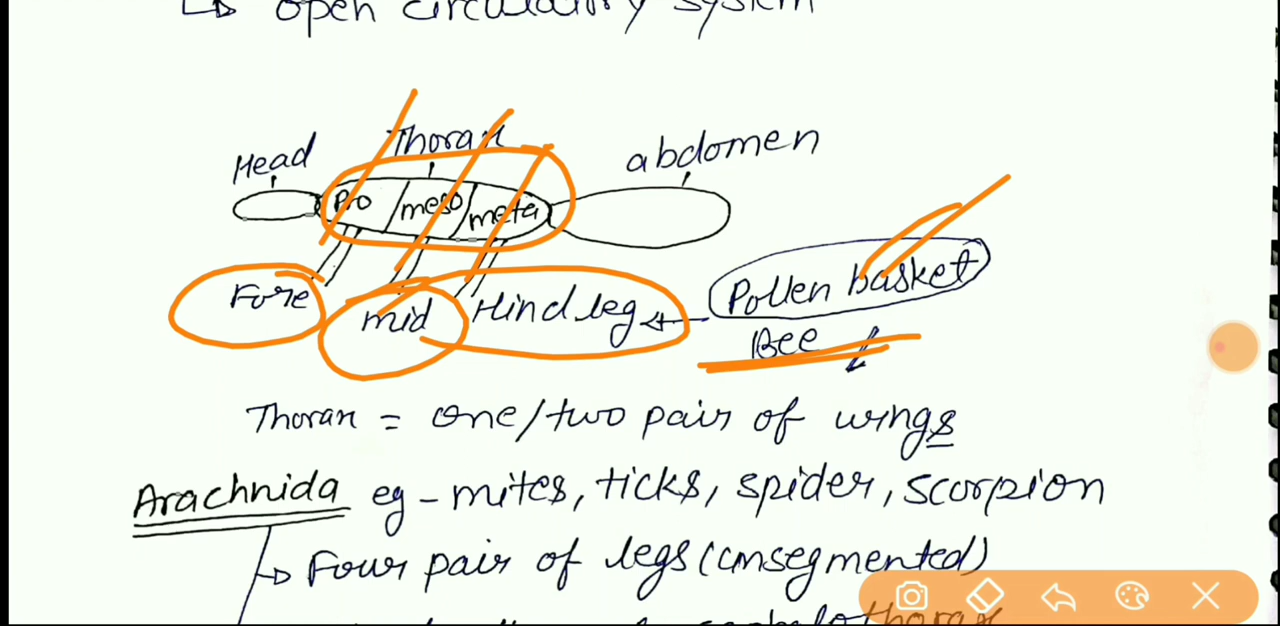 ↳ open circulatory system
Head Thorax abdomen
Pro meso meta
Fore mid Hind leg ← Pollen basket
Bee
Thorax = one/two pair of wings
Arachnida eg - mites, ticks, spider, scorpion
↳ Four pair of legs (unsegmented)
cephalothorax